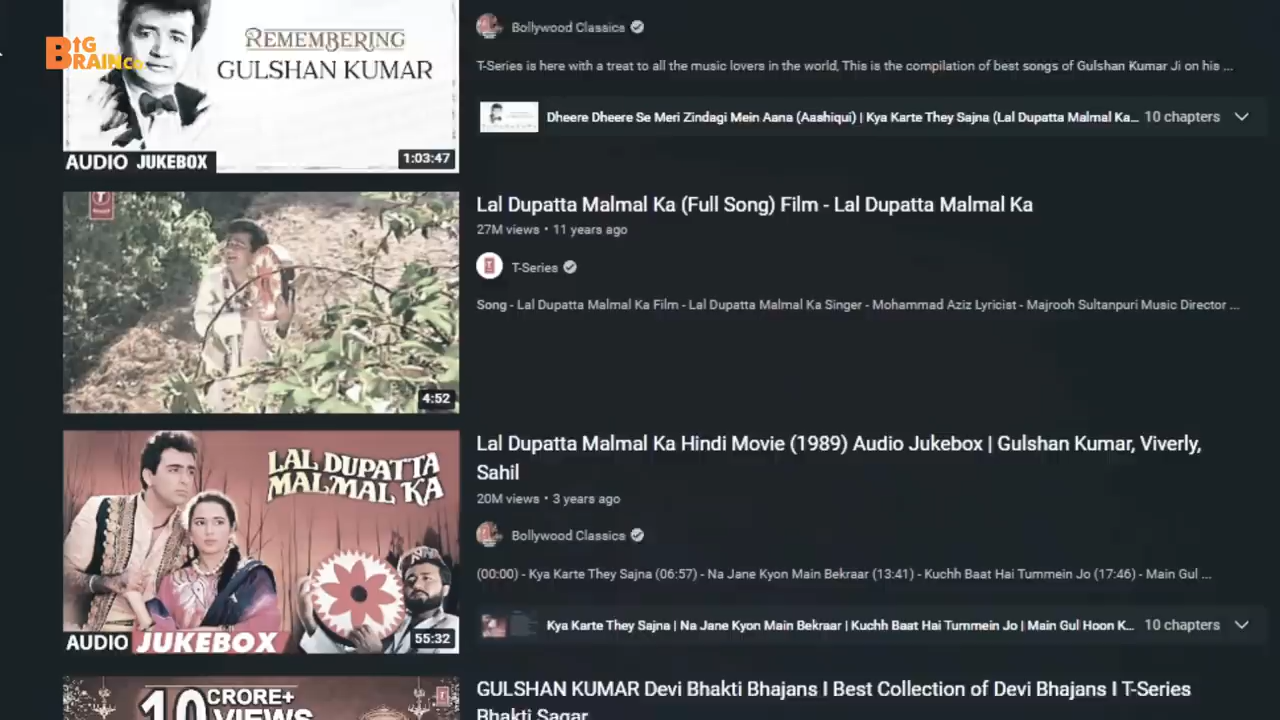 BIG
BRAINCO
REMEMBERING
GULSHAN KUMAR
AUDIO JUKEBOX
1:03:47
Bollywood Classics
T-Series is here with a treat to all the music lovers in the world, This is the compilation of best songs of Gulshan Kumar Ji on his ...
Dheere Dheere Se Meri Zindagi Mein Aana (Aashiqui) | Kya Karte They Sajna (Lal Dupatta Malmal Ka... 10 chapters
4:52
Lal Dupatta Malmal Ka (Full Song) Film - Lal Dupatta Malmal Ka
27M views • 11 years ago
T-Series
Song - Lal Dupatta Malmal Ka Film - Lal Dupatta Malmal Ka Singer - Mohammad Aziz Lyricist - Majrooh Sultanpuri Music Director ...
LAL DUPATTA
MALMAL KA
AUDIO JUKEBOX
55:32
Lal Dupatta Malmal Ka Hindi Movie (1989) Audio Jukebox | Gulshan Kumar, Viverly,
Sahil
20M views • 3 years ago
Bollywood Classics
(00:00) - Kya Karte They Sajna (06:57) - Na Jane Kyon Main Bekraar (13:41) - Kuchh Baat Hai Tummein Jo (17:46) - Main Gul ...
Kya Karte They Sajna | Na Jane Kyon Main Bekraar | Kuchh Baat Hai Tummein Jo | Main Gul Hoon K... 10 chapters
10 CRORE+
VIEWS
GULSHAN KUMAR Devi Bhakti Bhajans I Best Collection of Devi Bhajans I T-Series
Bhakti Sagar